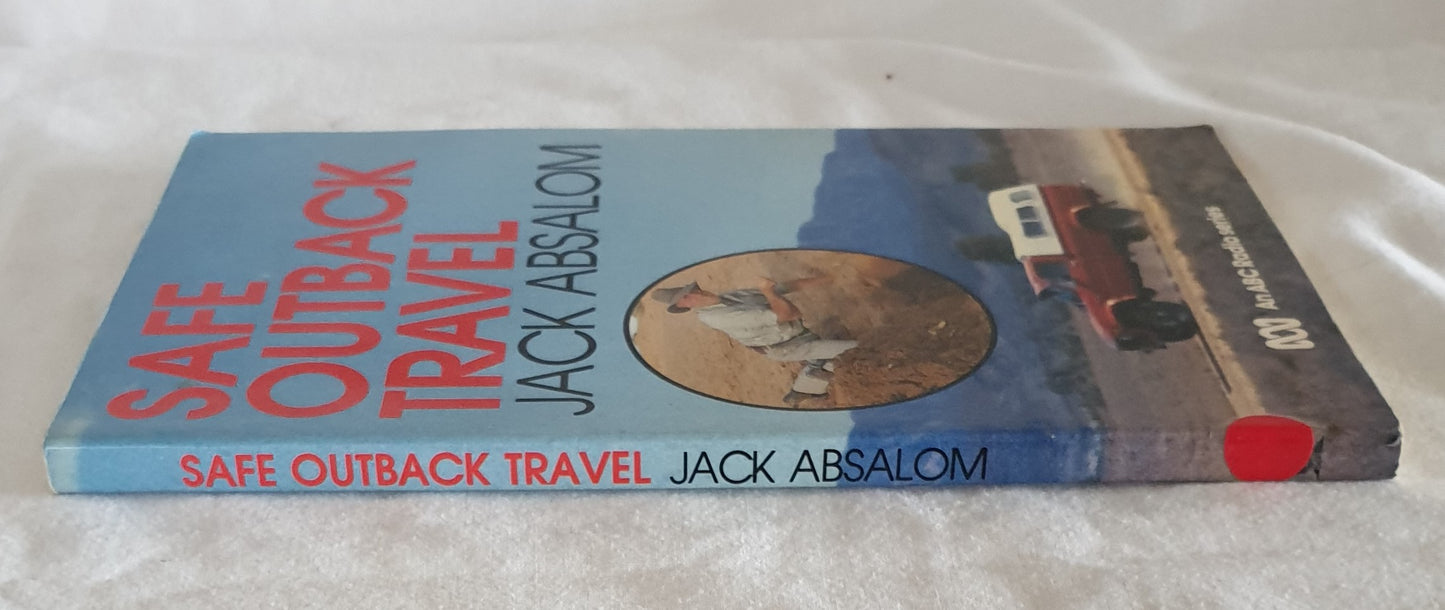 SAFE
OUTBACK
TRAVEL
JACK ABSALOM
An ABC Radio series
SAFE OUTBACK TRAVEL JACK ABSALOM